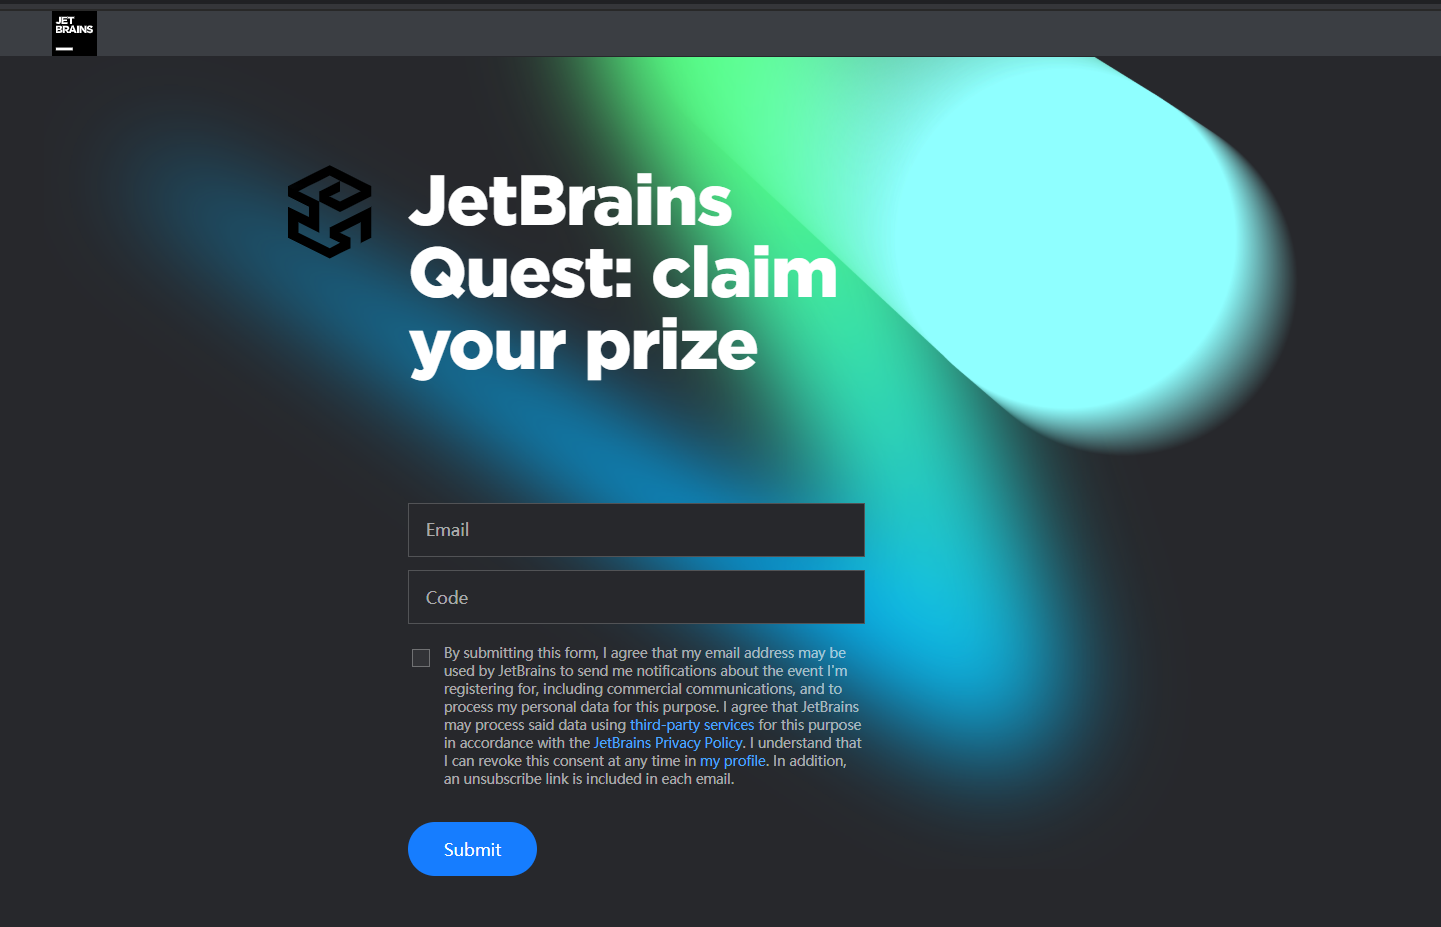 JET
BRAINS
JetBrains
Quest: claim
your prize
Email
Code
By submitting this form, I agree that my email address may be
used by JetBrains to send me notifications about the event I'm
registering for, including commercial communications, and to
process my personal data for this purpose. I agree that JetBrains
may process said data using third-party services for this purpose
in accordance with the JetBrains Privacy Policy. I understand that
I can revoke this consent at any time in my profile. In addition,
an unsubscribe link is included in each email.
Submit